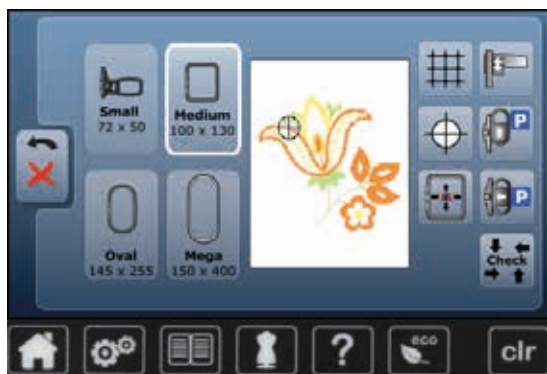 Small
72 x 50
Medium
100 x 130
Oval
145 x 255
Mega
150 x 400
P
P
Check
?
eco
clr